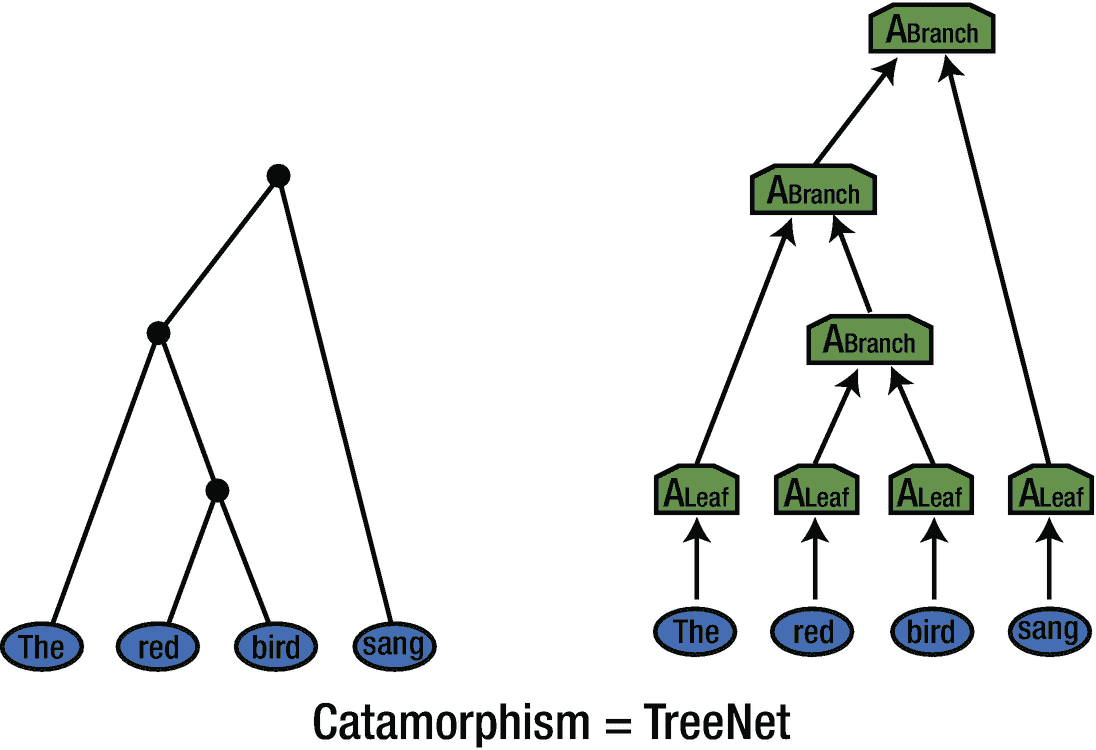 ABranch
ABranch
ABranch
ALeaf ALeaf ALeaf ALeaf
The red bird sang
The red bird sang
Catamorphism = TreeNet